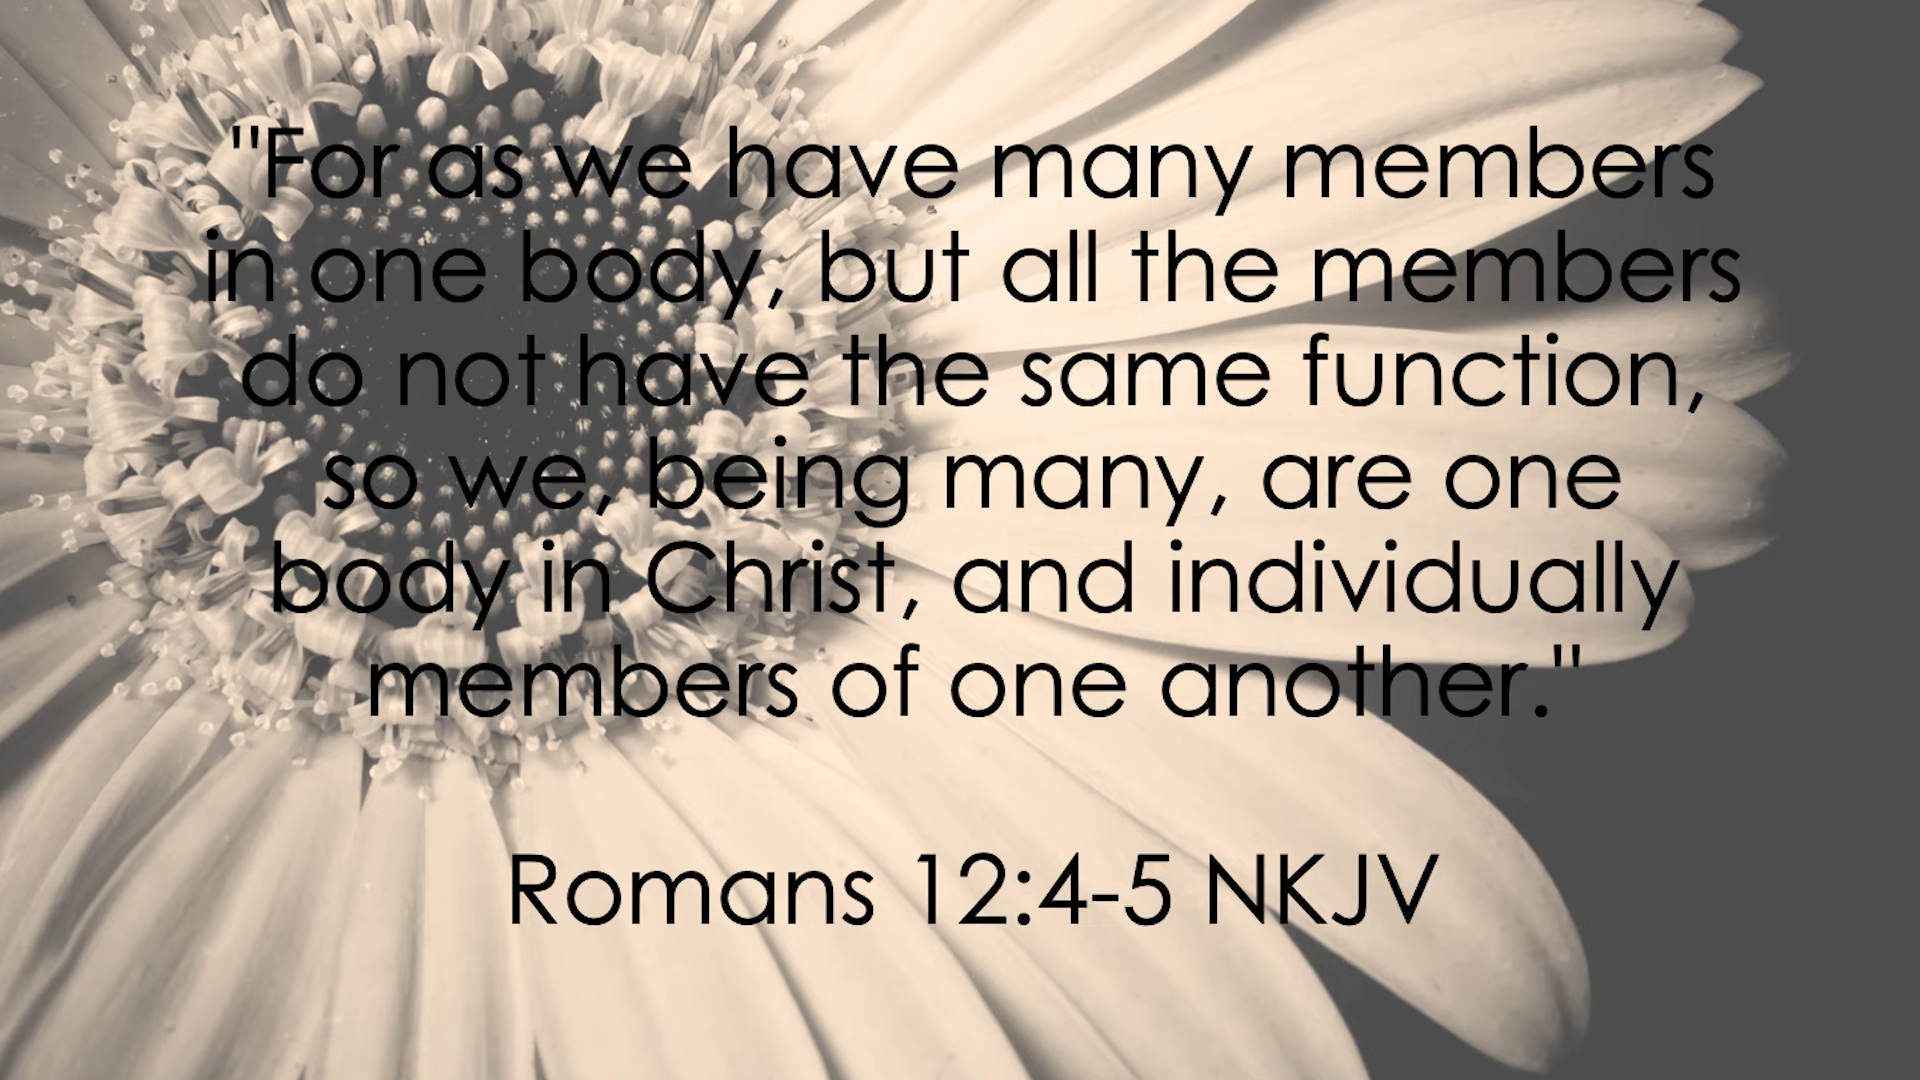 "For as we have many members
in one body, but all the members
do not have the same function,
so we, being many, are one
body in Christ, and individually
members of one another."
Romans 12:4-5 NKJV